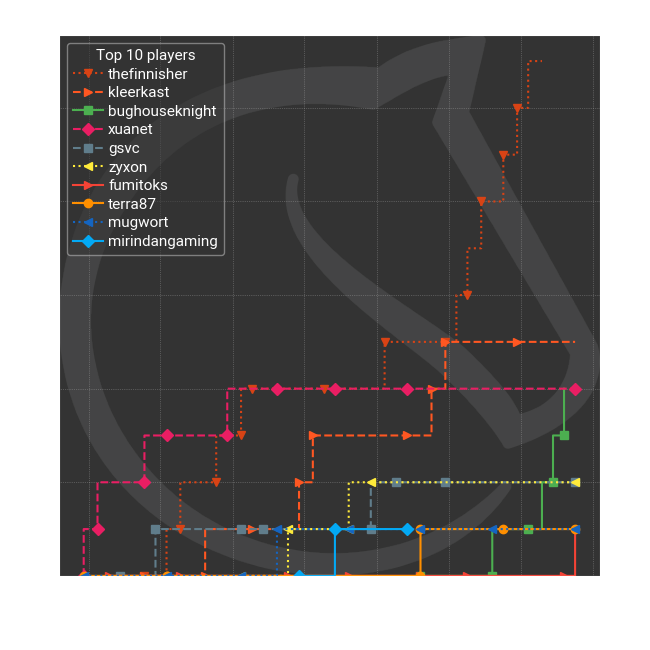 Top 10 players
thefinnisher
kleerkast
bughouseknight
xuanet
gsvc
zyxon
fumitoks
terra87
mugwort
mirindangaming